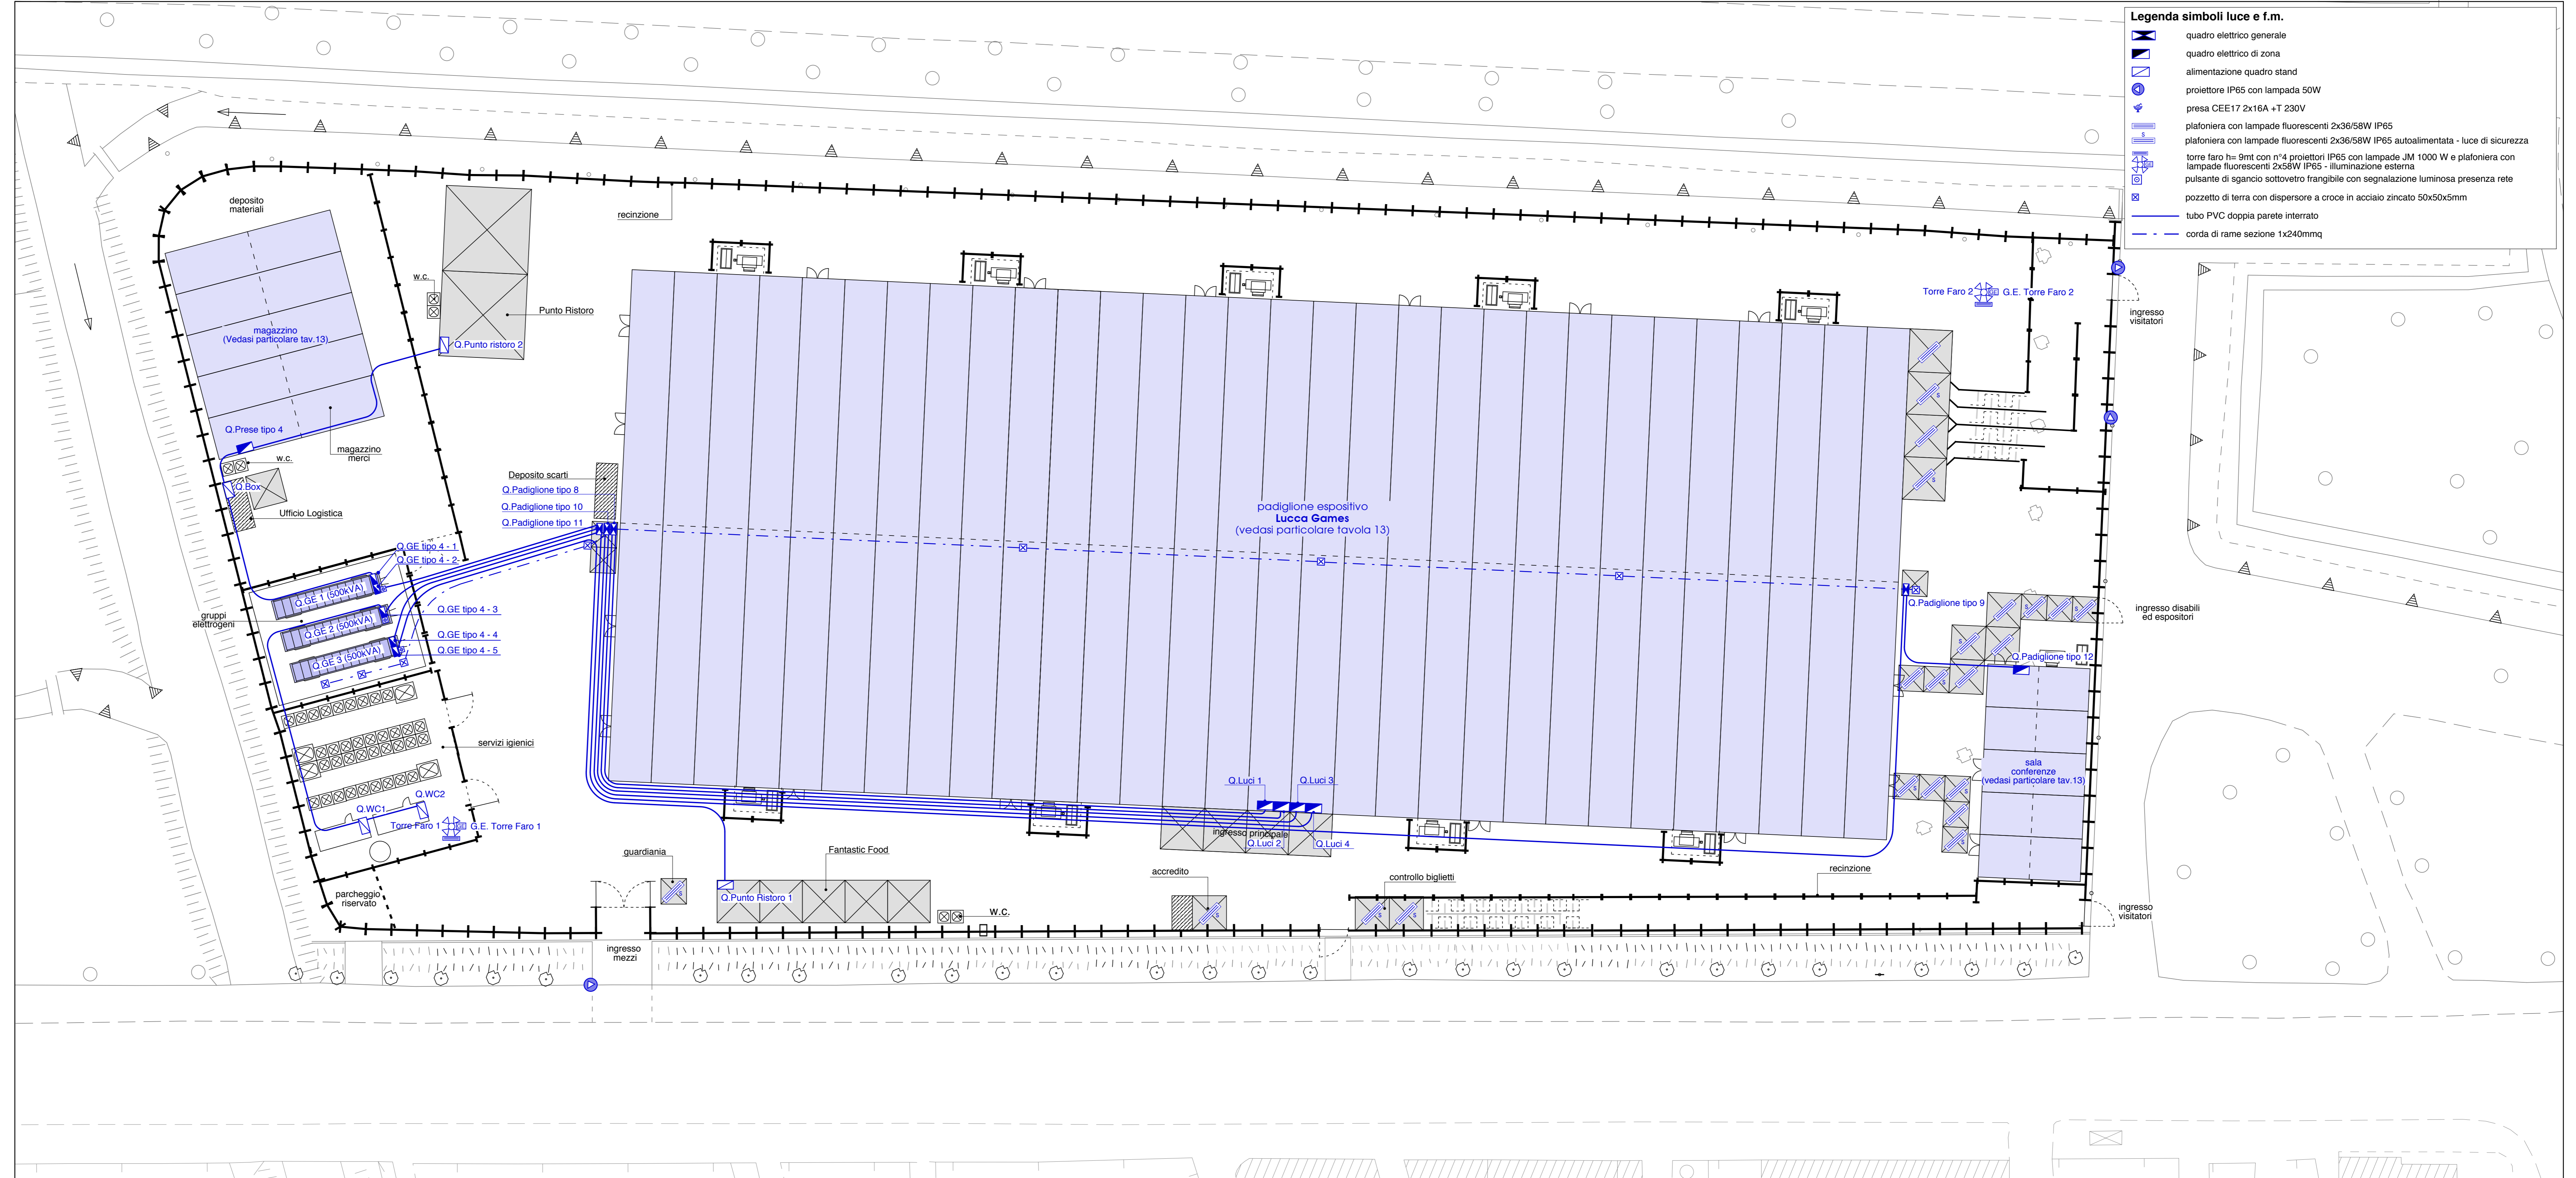 Legenda simboli luce e f.m.
quadro elettrico generale
quadro elettrico di zona
alimentazione quadro stand
proiettore IP65 con lampada 50W
presa CEE17 2x16A +T 230V
plafoniera con lampade fluorescenti 2x36/58W IP65
S
plafoniera con lampade fluorescenti 2x36/58W IP65 autoalimentata - luce di sicurezza
torre faro h= 9mt con n°4 proiettori IP65 con lampade JM 1000 W e plafoniera con
lampade fluorescenti 2x58W IP65 - illuminazione esterna
pulsante di sgancio sottovetro frangibile con segnalazione luminosa presenza rete
pozzetto di terra con dispersore a croce in acciaio zincato 50x50x5mm
tubo PVC doppia parete interrato
corda di rame sezione 1x240mmq
deposito
materiali
recinzione
w.c.
Punto Ristoro
Q.Punto ristoro 2
magazzino
(Vedasi particolare tav.13)
Torre Faro 2
GE
G.E. Torre Faro 2
ingresso
visitatori
Q.Prese tipo 4
magazzino
merci
w.c.
Q.Box
Ufficio Logistica
Deposito scarti
Q.Padiglione tipo 8
Q.Padiglione tipo 10
Q.Padiglione tipo 11
padiglione espositivo
Lucca Games
(vedasi particolare tavola 13)
Q.GE tipo 4 - 1
Q.GE tipo 4 - 2
Q.GE 1 (500kVA)
Q.GE tipo 4 - 3
gruppi
elettrogeni
Q.GE 2 (500kVA)
Q.GE tipo 4 - 4
Q.GE 3 (500kVA)
Q.GE tipo 4 - 5
Q.Padiglione tipo 9
ingresso disabili
ed espositori
Q.Padiglione tipo 12
servizi igienici
sala
conferenze
(vedasi particolare tav.13)
Q.WC2
Q.WC1
Torre Faro 1
GE
G.E. Torre Faro 1
Q.Luci 1
Q.Luci 3
ingresso principale
Q.Luci 2
Q.Luci 4
guardiania
Fantastic Food
accredito
controllo biglietti
recinzione
parcheggio
riservato
Q.Punto Ristoro 1
W.C.
ingresso
visitatori
ingresso
mezzi